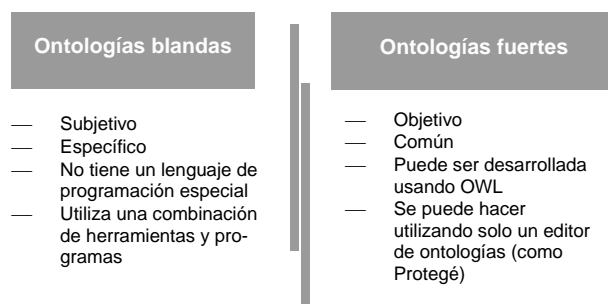 Ontologías blandas
— Subjetivo
— Específico
— No tiene un lenguaje de
programación especial
— Utiliza una combinación
de herramientas y pro-
gramas
Ontologías fuertes
— Objetivo
— Común
— Puede ser desarrollada
usando OWL
— Se puede hacer
utilizando solo un editor
de ontologías (como
Protegé)